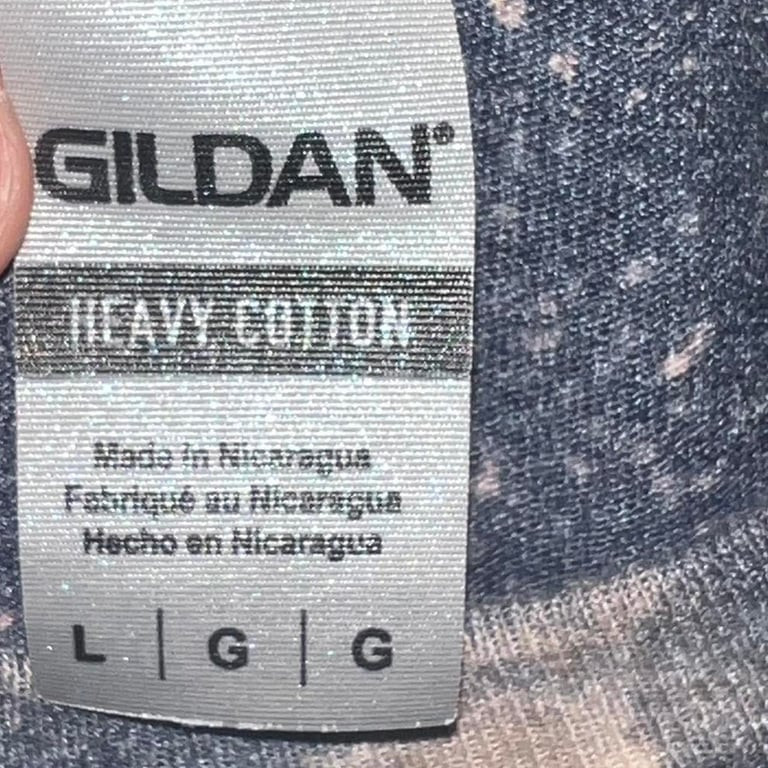 GILDAN®
HEAVY COTTON
Made in Nicaragua
Fabriqué au Nicaragua
Hecho en Nicaragua
L | G | G